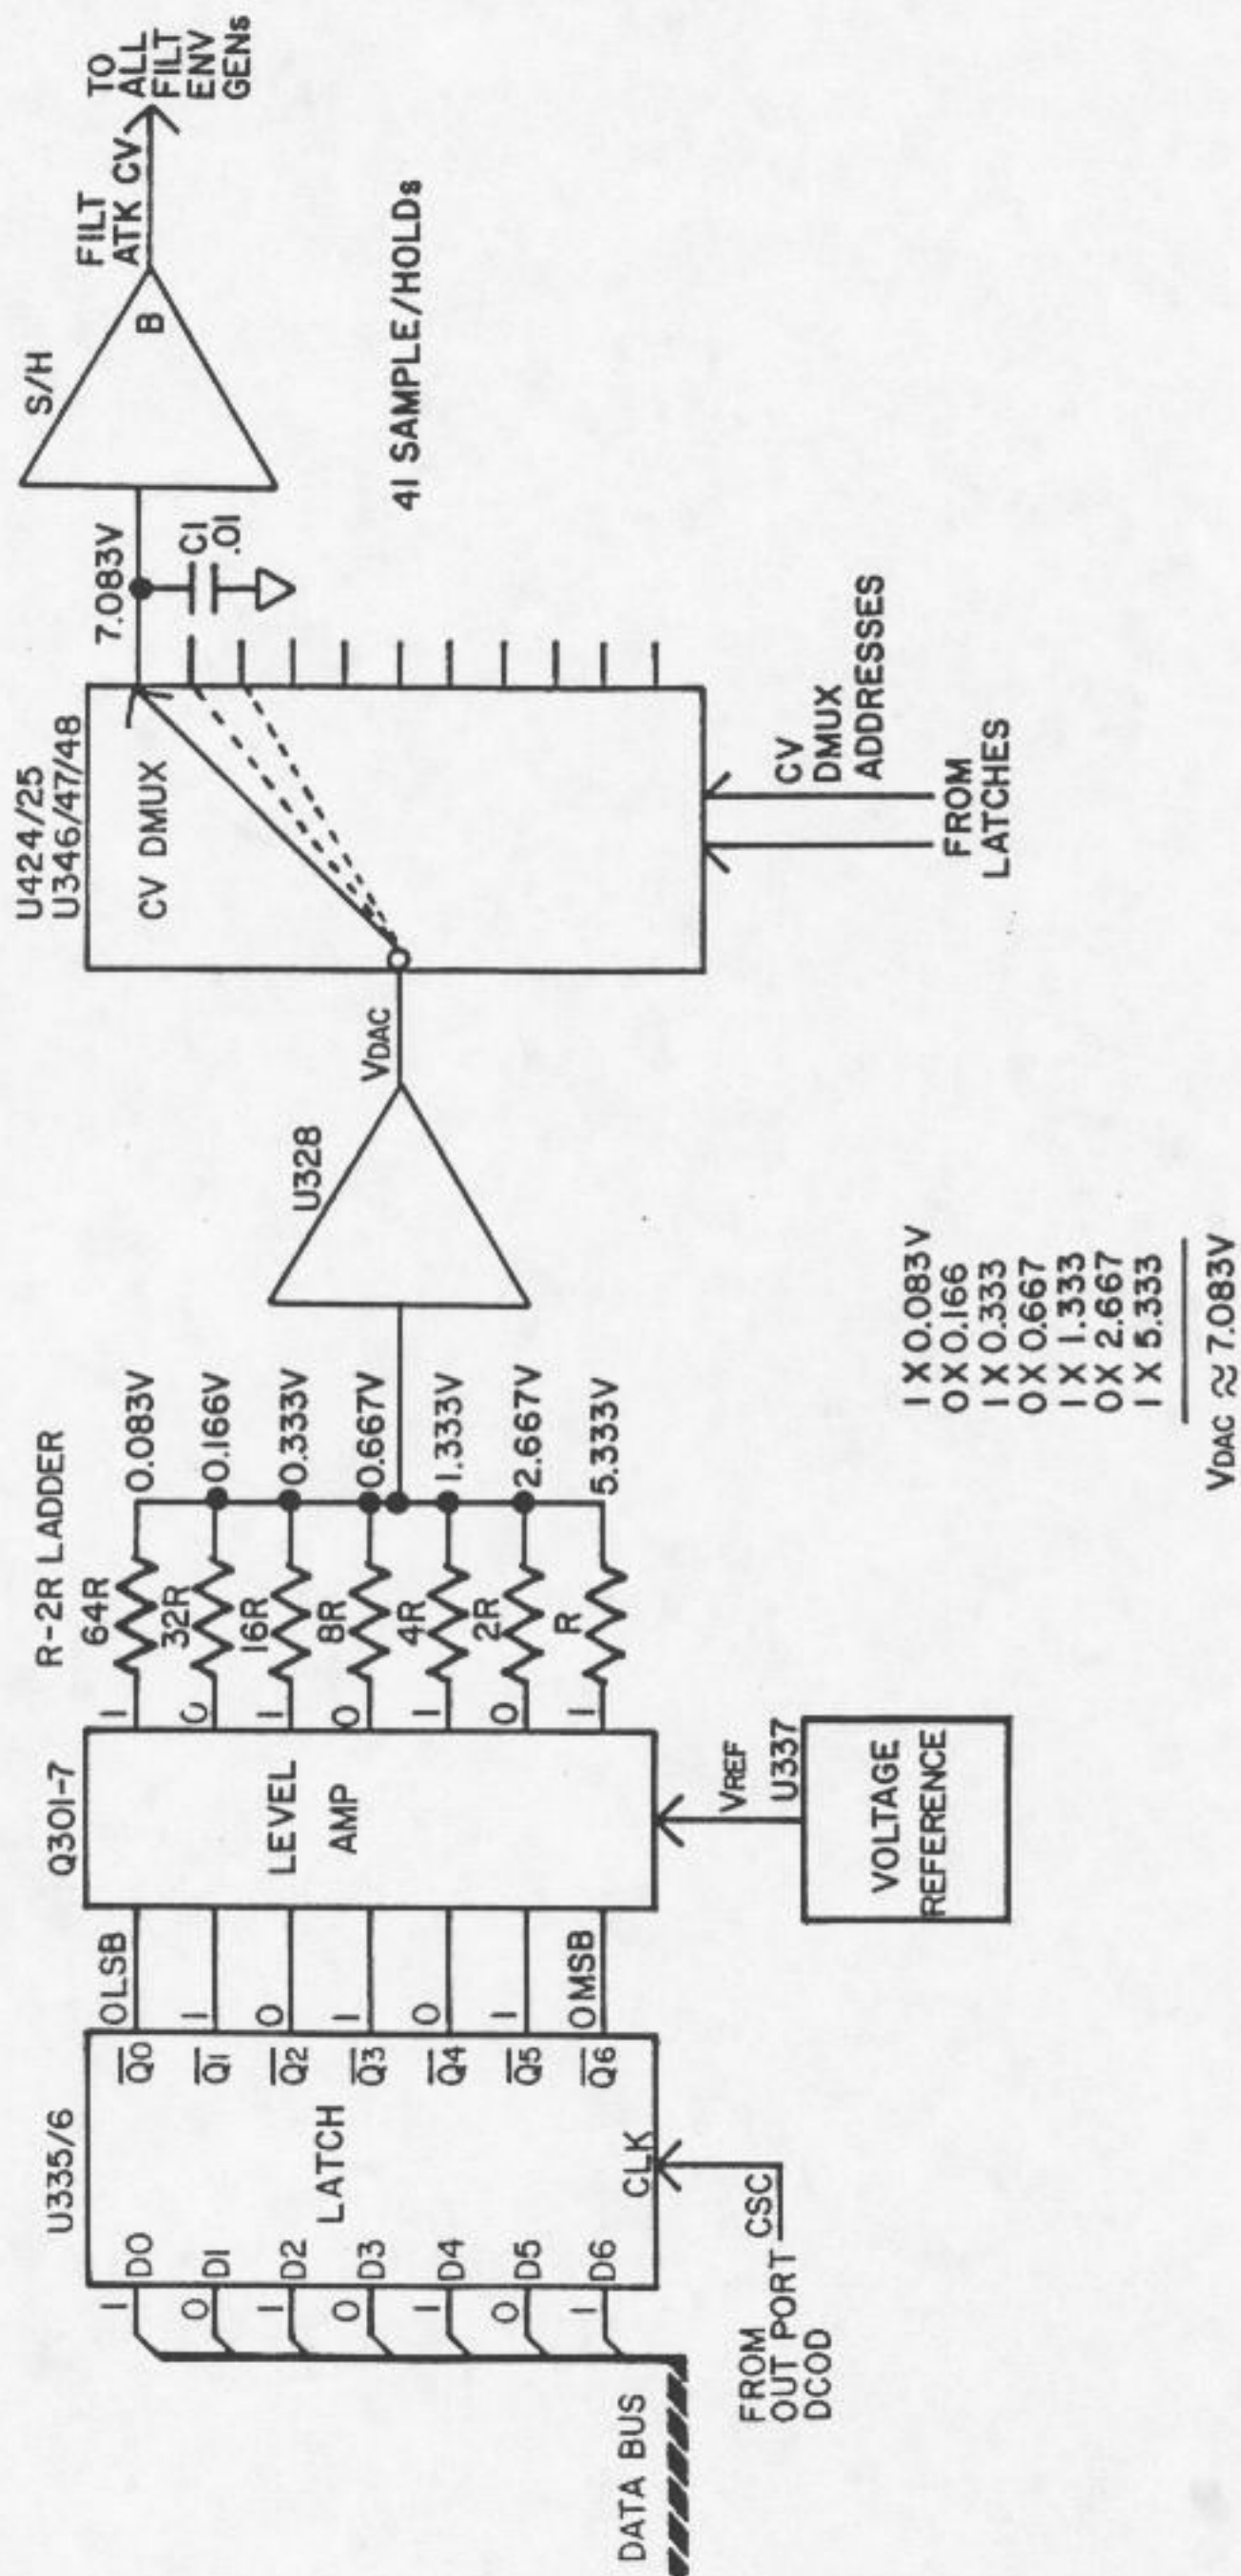 DATA BUS
FROM
OUT PORT
DCOD
CSC
U335/6
1
0
1
0
1
0
1
D0
D1
D2
D3
D4
D5
D6
LATCH
CLK
Q0
Q1
Q2
Q3
Q4
Q5
Q6
0LSB
1
0
1
0
1
0MSB
Q301-7
LEVEL
AMP
VREF
U337
VOLTAGE
REFERENCE
1
0
1
0
1
0
1
R-2R LADDER
64R
32R
16R
8R
4R
2R
R
0.083V
0.166V
0.333V
0.667V
1.333V
2.667V
5.333V
1 X 0.083V
0 X 0.166
1 X 0.333
0 X 0.667
1 X 1.333
0 X 2.667
1 X 5.333
VDAC ≈ 7.083V
U328
VDAC
U424/25
U346/47/48
CV DMUX
CV
DMUX
ADDRESSES
FROM
LATCHES
7.083V
C1
.01
S/H
B
41 SAMPLE/HOLDs
FILT
ATK CV
TO
ALL
FILT
ENV
GENs